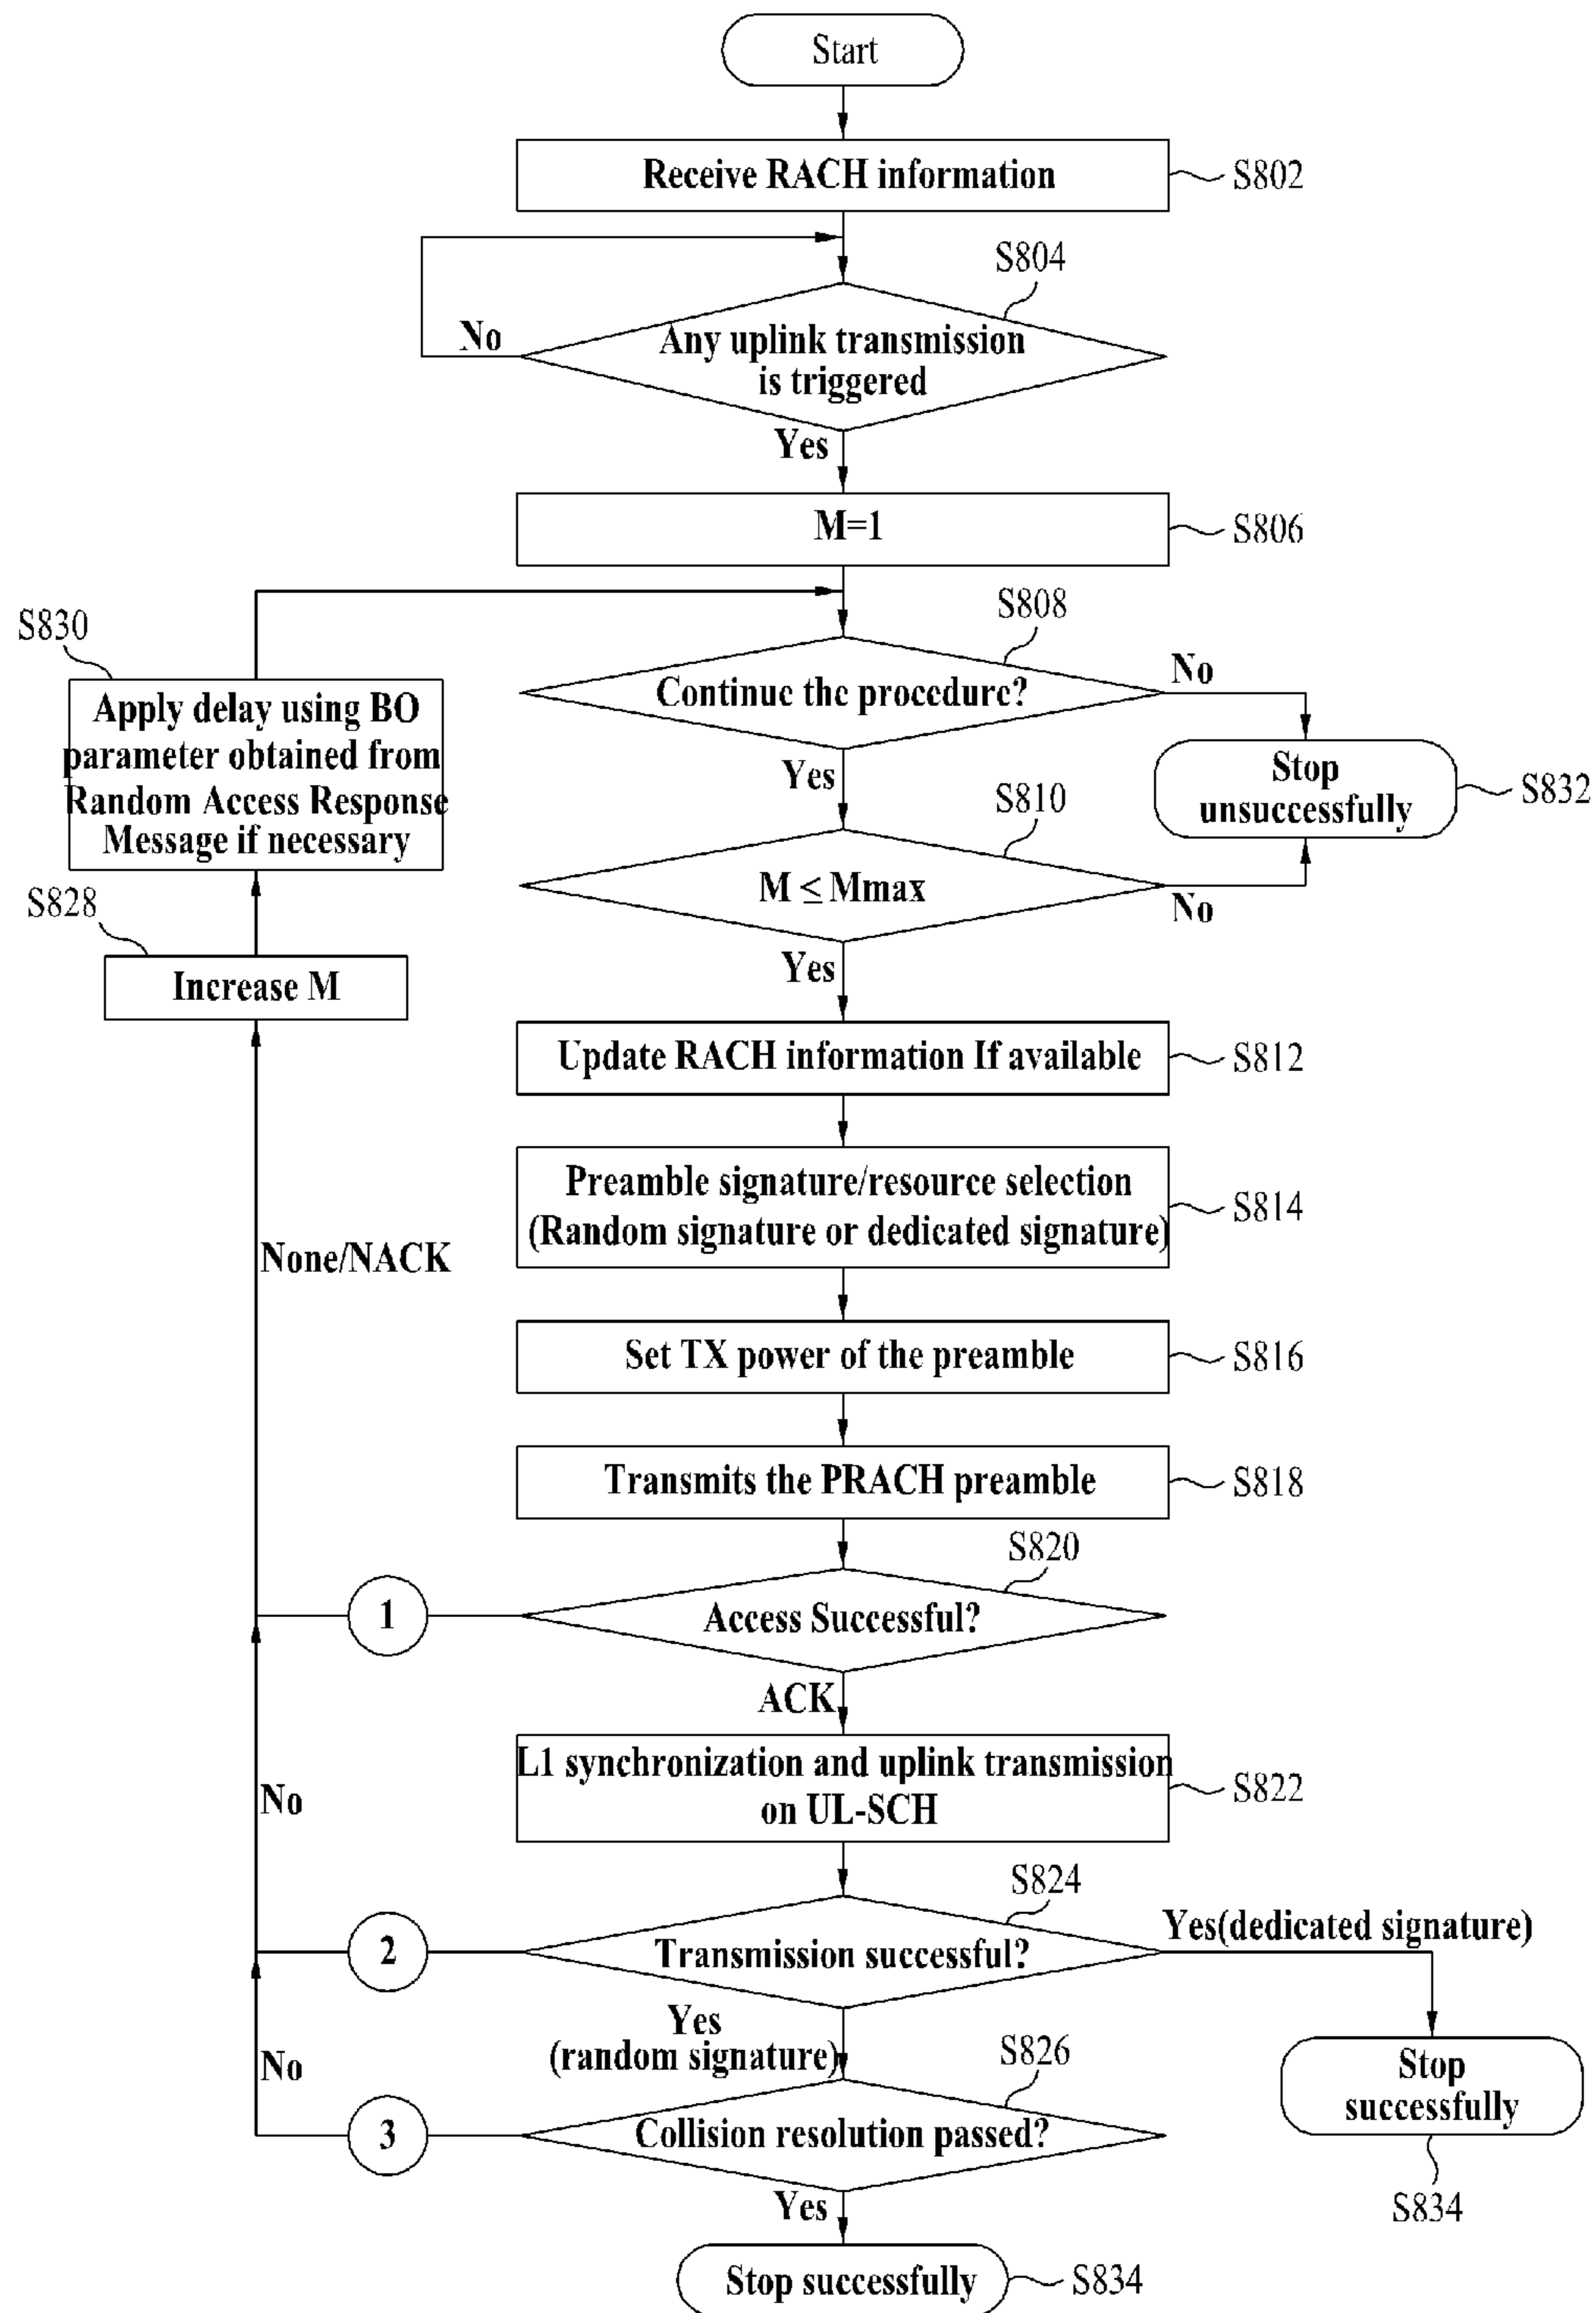 Start
Receive RACH information
S802
S804
No
Any uplink transmission
is triggered
Yes
M=1
S806
S808
S830
Continue the procedure?
No
Apply delay using BO
parameter obtained from
Random Access Response
Message if necessary
Yes
Stop
unsuccessfully
S832
S810
M ≤ Mmax
No
S828
Yes
Increase M
Update RACH information If available
S812
Preamble signature/resource selection
(Random signature or dedicated signature)
S814
None/NACK
Set TX power of the preamble
S816
Transmits the PRACH preamble
S818
S820
1
Access Successful?
ACK
L1 synchronization and uplink transmission
on UL-SCH
S822
No
S824
2
Transmission successful?
Yes(dedicated signature)
Yes
(random signature)
S826
No
Stop
successfully
3
Collision resolution passed?
S834
Yes
Stop successfully
S834